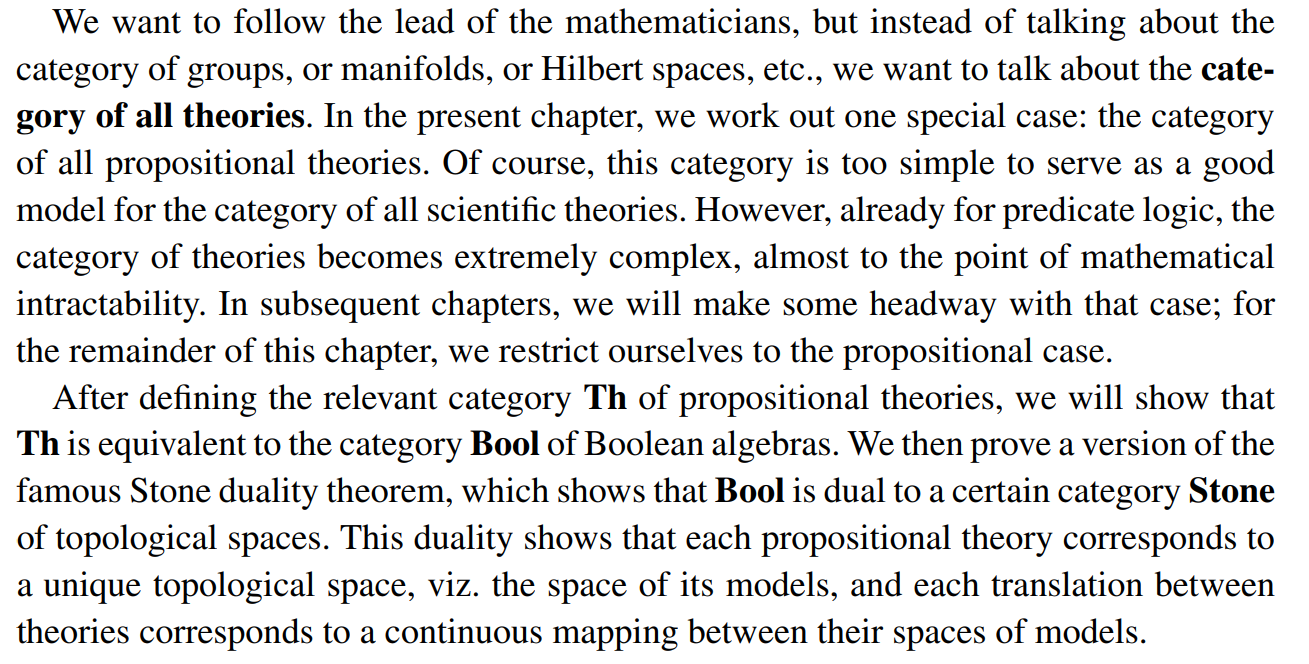 We want to follow the lead of the mathematicians, but instead of talking about the
category of groups, or manifolds, or Hilbert spaces, etc., we want to talk about the cate-
gory of all theories. In the present chapter, we work out one special case: the category
of all propositional theories. Of course, this category is too simple to serve as a good
model for the category of all scientific theories. However, already for predicate logic, the
category of theories becomes extremely complex, almost to the point of mathematical
intractability. In subsequent chapters, we will make some headway with that case; for
the remainder of this chapter, we restrict ourselves to the propositional case.
After defining the relevant category Th of propositional theories, we will show that
Th is equivalent to the category Bool of Boolean algebras. We then prove a version of the
famous Stone duality theorem, which shows that Bool is dual to a certain category Stone
of topological spaces. This duality shows that each propositional theory corresponds to
a unique topological space, viz. the space of its models, and each translation between
theories corresponds to a continuous mapping between their spaces of models.